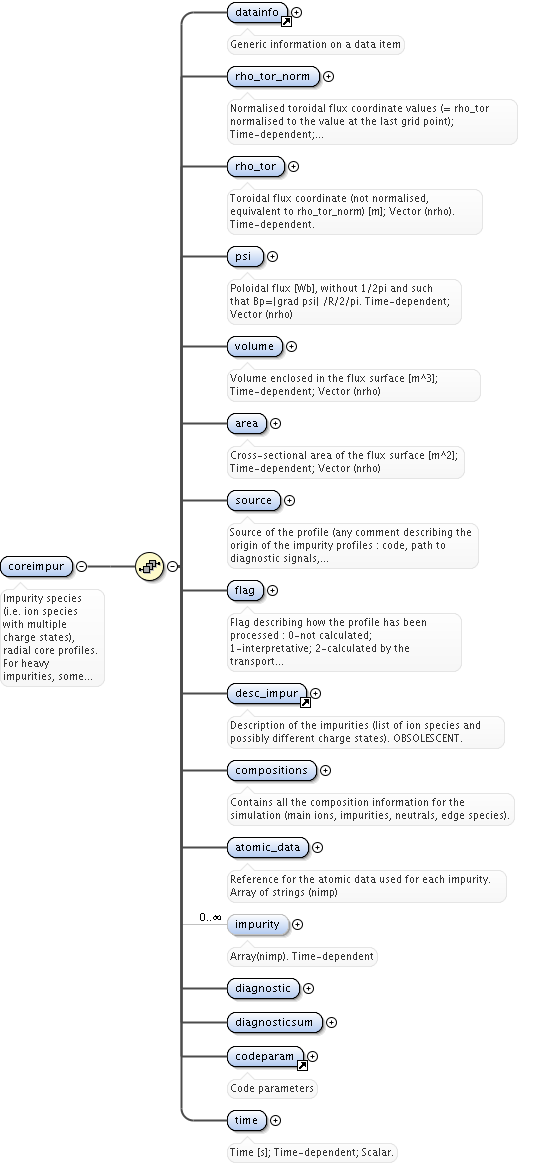 datainfo
Generic information on a data item
rho_tor_norm
Normalised toroidal flux coordinate values (= rho_tor
normalised to the value at the last grid point);
Time-dependent;...
rho_tor
Toroidal flux coordinate (not normalised,
equivalent to rho_tor_norm) [m]; Vector (nrho).
Time-dependent.
psi
Poloidal flux [Wb], without 1/2pi and such
that Bp=|grad psi| /R/2/pi. Time-dependent;
Vector (nrho)
volume
Volume enclosed in the flux surface [m^3];
Time-dependent; Vector (nrho)
area
Cross-sectional area of the flux surface [m^2];
Time-dependent; Vector (nrho)
source
Source of the profile (any comment describing the
origin of the impurity profiles : code, path to
diagnostic signals,...
coreimpur
Impurity species
(i.e. ion species
with multiple
charge states),
radial core profiles.
For heavy
impurities, some...
flag
Flag describing how the profile has been
processed : 0-not calculated;
1-interpretative; 2-calculated by the
transport...
desc_impur
Description of the impurities (list of ion species and
possibly different charge states). OBSOLESCENT.
compositions
Contains all the composition information for the
simulation (main ions, impurities, neutrals, edge species).
atomic_data
Reference for the atomic data used for each impurity.
Array of strings (nimp)
0..∞
impurity
Array(nimp). Time-dependent
diagnostic
diagnosticsum
codeparam
Code parameters
time
Time [s]; Time-dependent; Scalar.